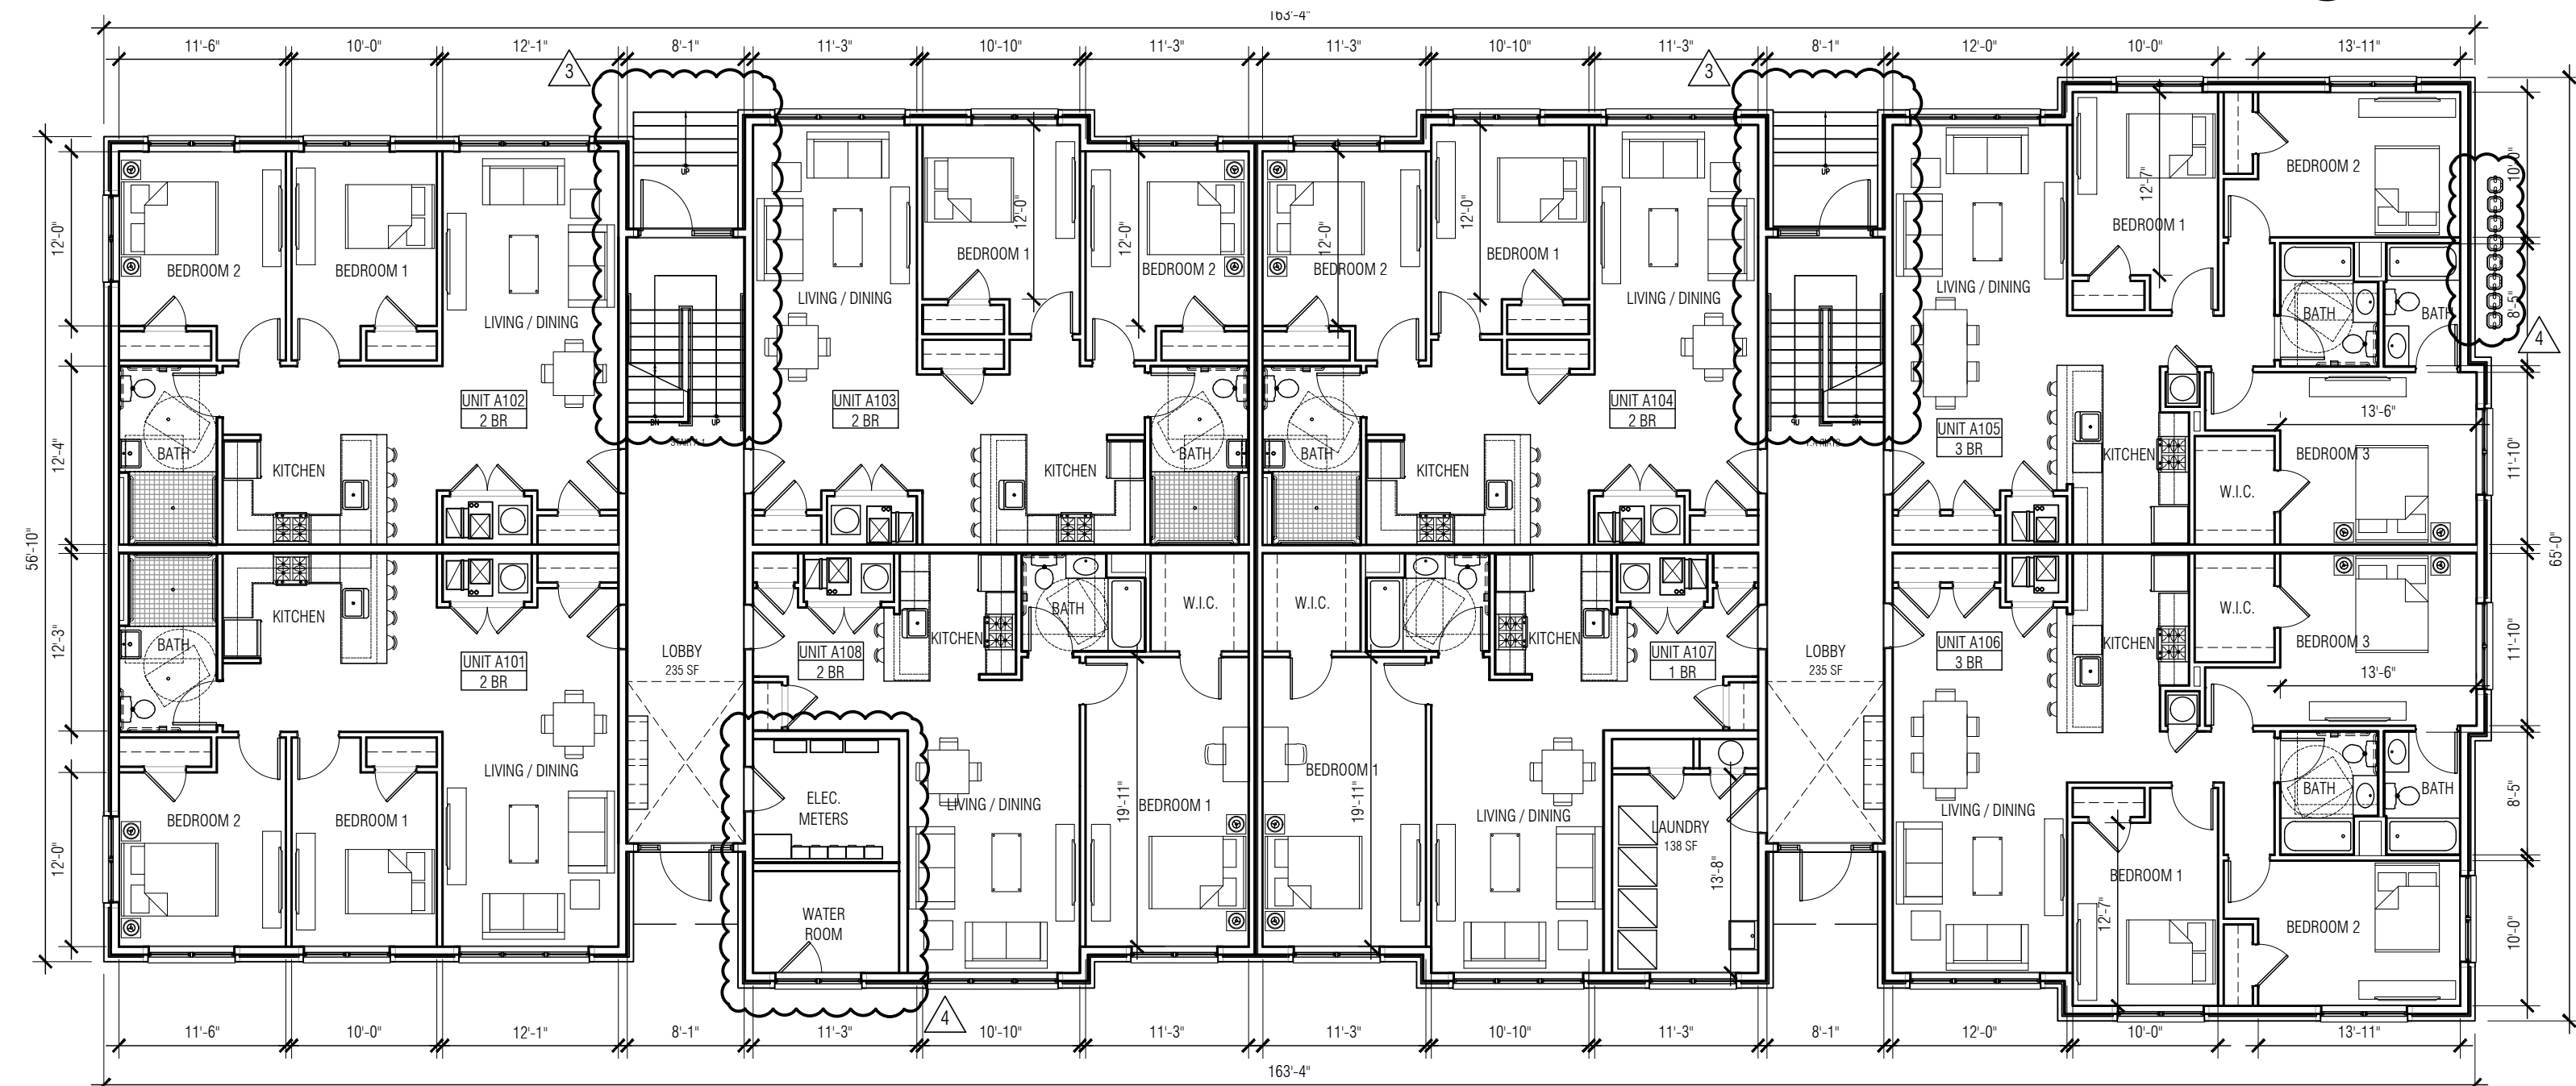 163'-4"
11'-6" 10'-0" 12'-1" 8'-1" 11'-3" 10'-10" 11'-3" 11'-3" 10'-10" 11'-3" 8'-1" 12'-0" 10'-0" 13'-11"
3
3
UP
UP
BEDROOM 2
BEDROOM 1
LIVING / DINING
12'-0"
LIVING / DINING
BEDROOM 1
12'-0"
BEDROOM 2
12'-0"
BEDROOM 2
12'-0"
BEDROOM 1
12'-0"
LIVING / DINING
LIVING / DINING
BEDROOM 1
12'-7"
BEDROOM 2
10'-0"
BATH
BATH
8'-5"
4
DN
UP
UP
DN
UNIT A102
2 BR
UNIT A103
2 BR
UNIT A104
2 BR
UNIT A105
3 BR
12'-4"
BATH
KITCHEN
KITCHEN
BATH
BATH
KITCHEN
KITCHEN
W.I.C.
BEDROOM 3
13'-6"
11'-10"
56'-10"
65'-0"
12'-3"
BATH
KITCHEN
UNIT A101
2 BR
LOBBY
235 SF
UNIT A108
2 BR
KITCHEN
BATH
W.I.C.
W.I.C.
KITCHEN
UNIT A107
1 BR
LOBBY
235 SF
UNIT A106
3 BR
KITCHEN
W.I.C.
BEDROOM 3
13'-6"
11'-10"
12'-0"
BEDROOM 2
BEDROOM 1
LIVING / DINING
ELEC.
METERS
WATER
ROOM
LIVING / DINING
BEDROOM 1
19'-11"
BEDROOM 1
19'-11"
LIVING / DINING
LAUNDRY
138 SF
13'-8"
LIVING / DINING
BEDROOM 1
12'-7"
BATH
BATH
8'-5"
BEDROOM 2
10'-0"
4
11'-6" 10'-0" 12'-1" 8'-1" 11'-3" 10'-10" 11'-3" 11'-3" 10'-10" 11'-3" 8'-1" 12'-0" 10'-0" 13'-11"
163'-4"